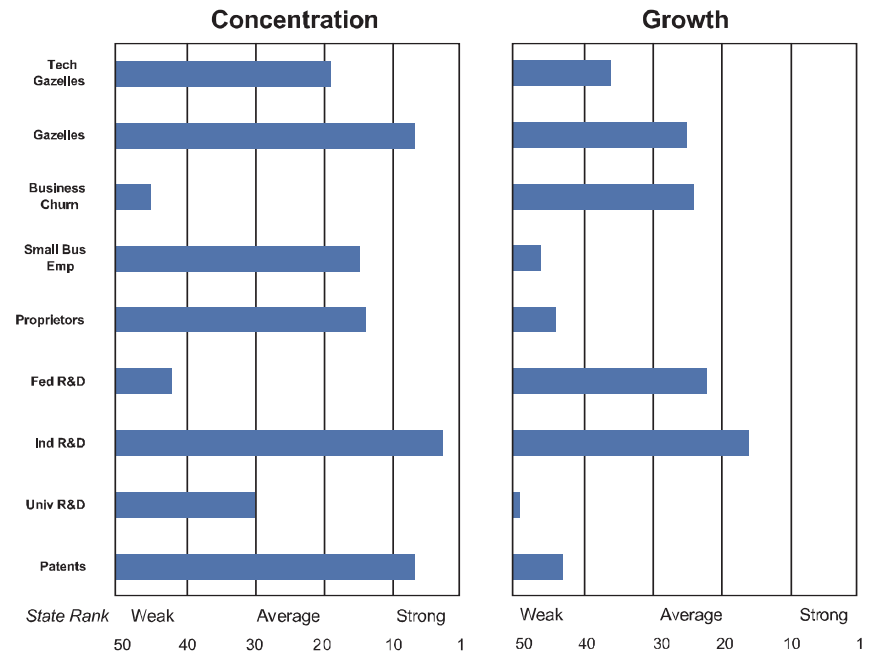 Concentration
Growth
Tech
Gazelles
Gazelles
Business
Churn
Small Bus
Emp
Proprietors
Fed R&D
Ind R&D
Univ R&D
Patents
State Rank Weak Average Strong Weak Average Strong
50 40 30 20 10 1 50 40 30 20 10 1